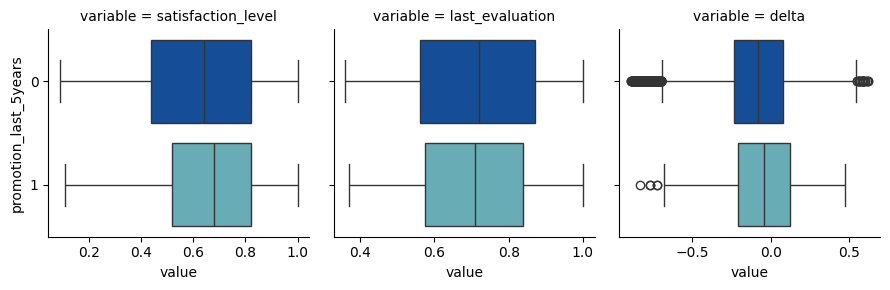 variable = satisfaction_level
variable = last_evaluation
variable = delta
promotion_last_5years
0
1
0.2 0.4 0.6 0.8 1.0
0.4 0.6 0.8 1.0
−0.5 0.0 0.5
value
value
value